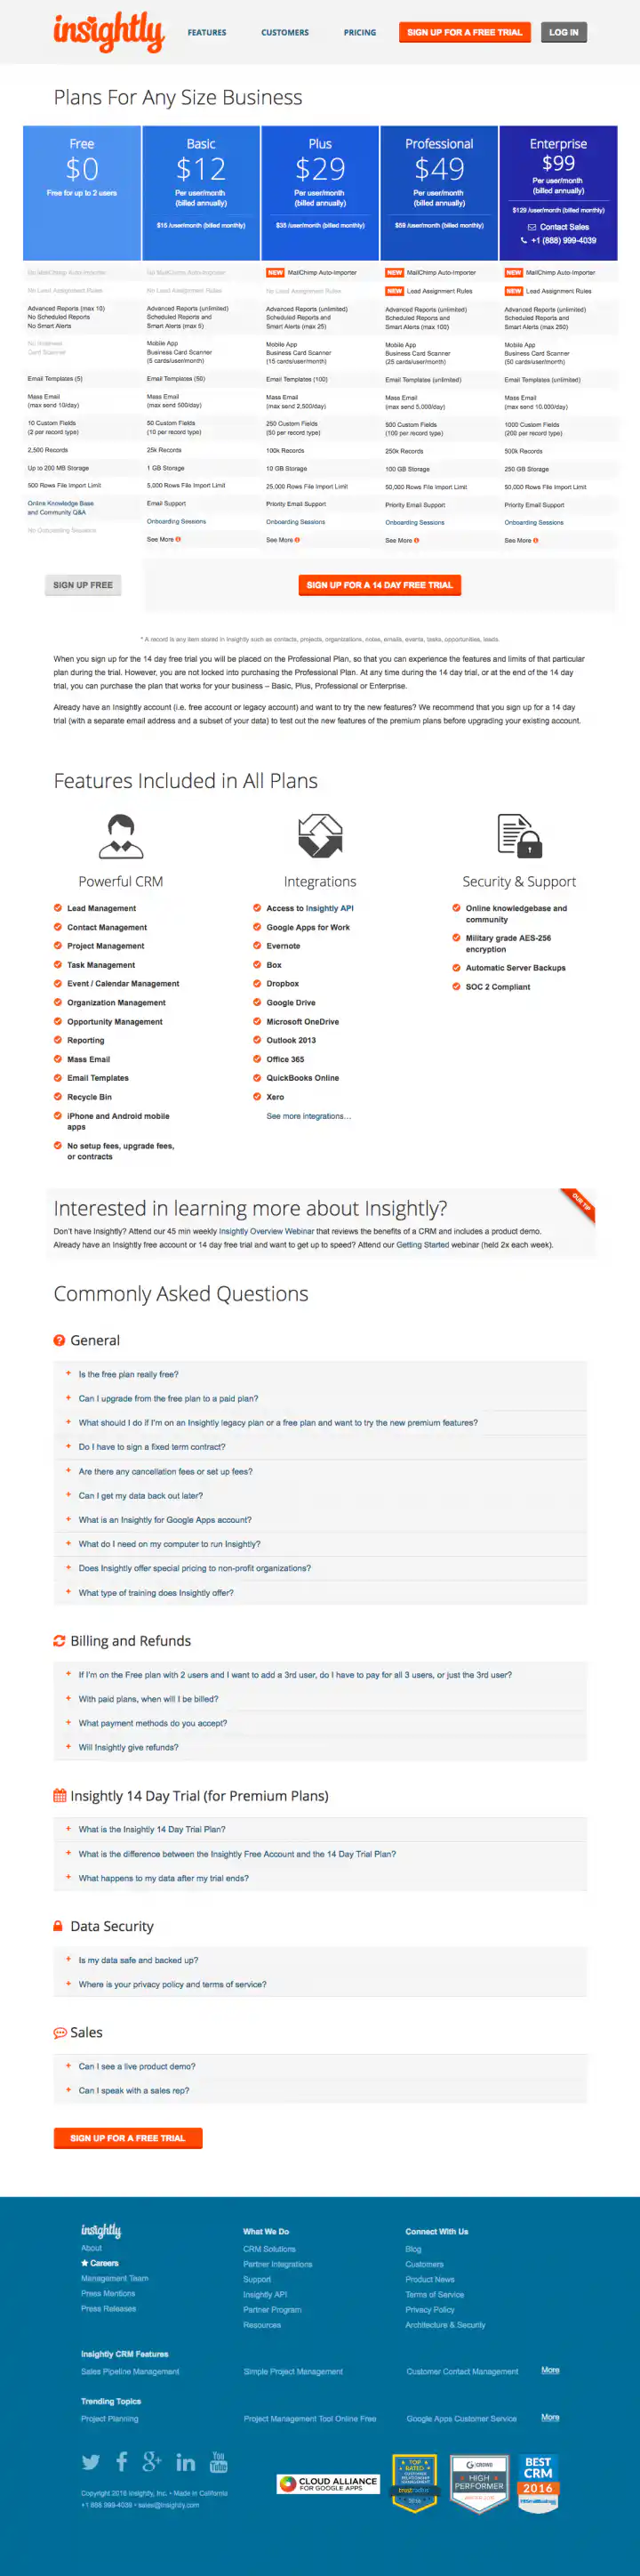 insightly
FEATURES
CUSTOMERS
PRICING
SIGN UP FOR A FREE TRIAL
LOG IN
Plans For Any Size Business
Free
$0
Free for up to 2 users
Basic
$12
Per user/month
(billed annually)
$15 /user/month (billed monthly)
Plus
$29
Per user/month
(billed annually)
$35 /user/month (billed monthly)
Professional
$49
Per user/month
(billed annually)
$59 /user/month (billed monthly)
Enterprise
$99
Per user/month
(billed annually)
$129 /user/month (billed monthly)
Contact Sales
+1 (888) 999-4039
No MailChimp Auto-Importer
No Lead Assignment Rules
Advanced Reports (max 10)
No Scheduled Reports
No Smart Alerts
No Business
Card Scanner
Email Templates (5)
Mass Email
(max send 10/day)
10 Custom Fields
(2 per record type)
2,500 Records
Up to 200 MB Storage
500 Rows File Import Limit
Online Knowledge Base
and Community Q&A
No Onboarding Sessions
No MailChimp Auto-Importer
No Lead Assignment Rules
Advanced Reports (unlimited)
Scheduled Reports and
Smart Alerts (max 5)
Mobile App
Business Card Scanner
(5 cards/user/month)
Email Templates (50)
Mass Email
(max send 500/day)
50 Custom Fields
(10 per record type)
25k Records
1 GB Storage
5,000 Rows File Import Limit
Email Support
Onboarding Sessions
See More
NEW MailChimp Auto-Importer
No Lead Assignment Rules
Advanced Reports (unlimited)
Scheduled Reports and
Smart Alerts (max 25)
Mobile App
Business Card Scanner
(15 cards/user/month)
Email Templates (100)
Mass Email
(max send 2,500/day)
250 Custom Fields
(50 per record type)
100k Records
10 GB Storage
25,000 Rows File Import Limit
Priority Email Support
Onboarding Sessions
See More
NEW MailChimp Auto-Importer
NEW Lead Assignment Rules
Advanced Reports (unlimited)
Scheduled Reports and
Smart Alerts (max 100)
Mobile App
Business Card Scanner
(25 cards/user/month)
Email Templates (unlimited)
Mass Email
(max send 5,000/day)
500 Custom Fields
(100 per record type)
250k Records
100 GB Storage
50,000 Rows File Import Limit
Priority Email Support
Onboarding Sessions
See More
NEW MailChimp Auto-Importer
NEW Lead Assignment Rules
Advanced Reports (unlimited)
Scheduled Reports and
Smart Alerts (max 250)
Mobile App
Business Card Scanner
(50 cards/user/month)
Email Templates (unlimited)
Mass Email
(max send 10,000/day)
1000 Custom Fields
(200 per record type)
500k Records
250 GB Storage
50,000 Rows File Import Limit
Priority Email Support
Onboarding Sessions
See More
SIGN UP FREE
SIGN UP FOR A 14 DAY FREE TRIAL
* A record is any item stored in Insightly such as contacts, projects, organizations, notes, emails, events, tasks, opportunities, leads.
When you sign up for the 14 day free trial you will be placed on the Professional Plan, so that you can experience the features and limits of that particular
plan during the trial. However, you are not locked into purchasing the Professional Plan. At any time during the 14 day trial, or at the end of the 14 day
trial, you can purchase the plan that works for your business – Basic, Plus, Professional or Enterprise.
Already have an Insightly account (i.e. free account or legacy account) and want to try the new features? We recommend that you sign up for a 14 day
trial (with a separate email address and a subset of your data) to test out the new features of the premium plans before upgrading your existing account.
Features Included in All Plans
Powerful CRM
Lead Management
Contact Management
Project Management
Task Management
Event / Calendar Management
Organization Management
Opportunity Management
Reporting
Mass Email
Email Templates
Recycle Bin
iPhone and Android mobile
apps
No setup fees, upgrade fees,
or contracts
Integrations
Access to Insightly API
Google Apps for Work
Evernote
Box
Dropbox
Google Drive
Microsoft OneDrive
Outlook 2013
Office 365
QuickBooks Online
Xero
See more integrations...
Security & Support
Online knowledgebase and
community
Military grade AES-256
encryption
Automatic Server Backups
SOC 2 Compliant
Interested in learning more about Insightly?
OUR TIP
Don't have Insightly? Attend our 45 min weekly Insightly Overview Webinar that reviews the benefits of a CRM and includes a product demo.
Already have an Insightly free account or 14 day free trial and want to get up to speed? Attend our Getting Started webinar (held 2x each week).
Commonly Asked Questions
General
+ Is the free plan really free?
+ Can I upgrade from the free plan to a paid plan?
+ What should I do if I'm on an Insightly legacy plan or a free plan and want to try the new premium features?
+ Do I have to sign a fixed term contract?
+ Are there any cancellation fees or set up fees?
+ Can I get my data back out later?
+ What is an Insightly for Google Apps account?
+ What do I need on my computer to run Insightly?
+ Does Insightly offer special pricing to non-profit organizations?
+ What type of training does Insightly offer?
Billing and Refunds
+ If I'm on the Free plan with 2 users and I want to add a 3rd user, do I have to pay for all 3 users, or just the 3rd user?
+ With paid plans, when will I be billed?
+ What payment methods do you accept?
+ Will Insightly give refunds?
Insightly 14 Day Trial (for Premium Plans)
+ What is the Insightly 14 Day Trial Plan?
+ What is the difference between the Insightly Free Account and the 14 Day Trial Plan?
+ What happens to my data after my trial ends?
Data Security
+ Is my data safe and backed up?
+ Where is your privacy policy and terms of service?
Sales
+ Can I see a live product demo?
+ Can I speak with a sales rep?
SIGN UP FOR A FREE TRIAL
insightly
About
Careers
Management Team
Press Mentions
Press Releases
What We Do
CRM Solutions
Partner Integrations
Support
Insightly API
Partner Program
Resources
Connect With Us
Blog
Customers
Product News
Terms of Service
Privacy Policy
Architecture & Security
Insightly CRM Features
Sales Pipeline Management
Simple Project Management
Customer Contact Management
More
Trending Topics
Project Planning
Project Management Tool Online Free
Google Apps Customer Service
More
You
Tube
Copyright 2016 Insightly, Inc. • Made in California
+1 888 999-4039 • sales@insightly.com
CLOUD ALLIANCE
FOR GOOGLE APPS
TOP
RATED
CUSTOMER
RELATIONSHIP
MANAGEMENT
trustradius
2016
CROWD
HIGH
PERFORMER
BEST
CRM
2016